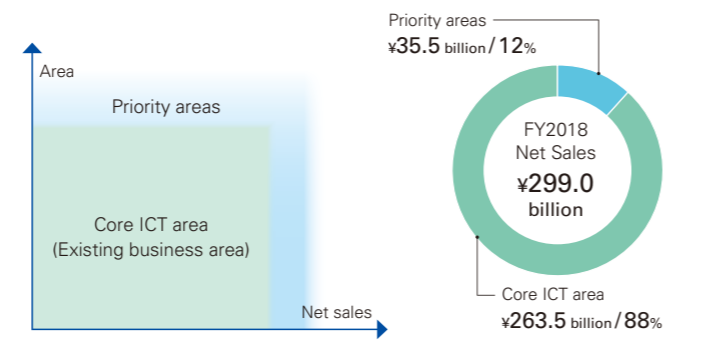 Area
Priority areas
Core ICT area
(Existing business area)
Net sales
Priority areas
¥35.5 billion/12%
FY2018
Net Sales
¥299.0
billion
Core ICT area
¥263.5 billion/88%